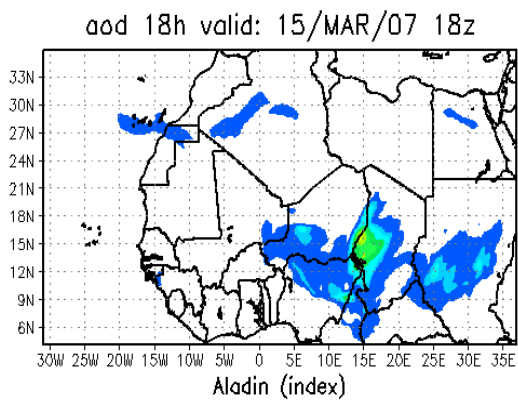 aod 18h valid: 15/MAR/07 18z
33N
30N
27N
24N
21N
18N
15N
12N
9N
6N
30W 25W 20W 15W 10W 5W 0 5E 10E 15E 20E 25E 30E 35E
Aladin (index)